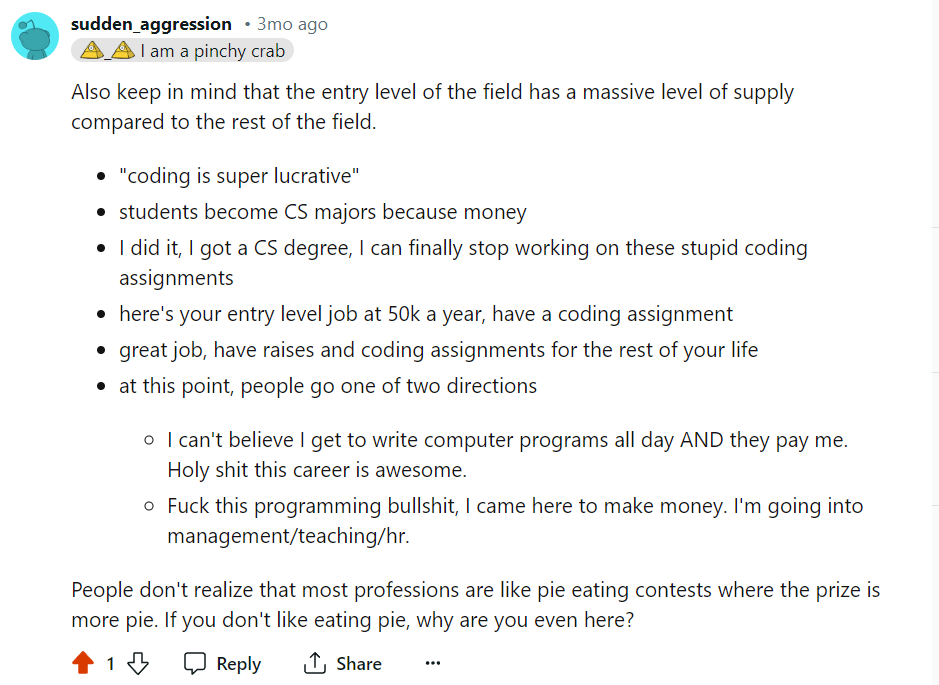 sudden_aggression • 3mo ago
_ I am a pinchy crab
Also keep in mind that the entry level of the field has a massive level of supply
compared to the rest of the field.
• "coding is super lucrative"
• students become CS majors because money
• I did it, I got a CS degree, I can finally stop working on these stupid coding
assignments
• here's your entry level job at 50k a year, have a coding assignment
• great job, have raises and coding assignments for the rest of your life
• at this point, people go one of two directions
○ I can't believe I get to write computer programs all day AND they pay me.
Holy shit this career is awesome.
○ Fuck this programming bullshit, I came here to make money. I'm going into
management/teaching/hr.
People don't realize that most professions are like pie eating contests where the prize is
more pie. If you don't like eating pie, why are you even here?
1 Reply Share ···